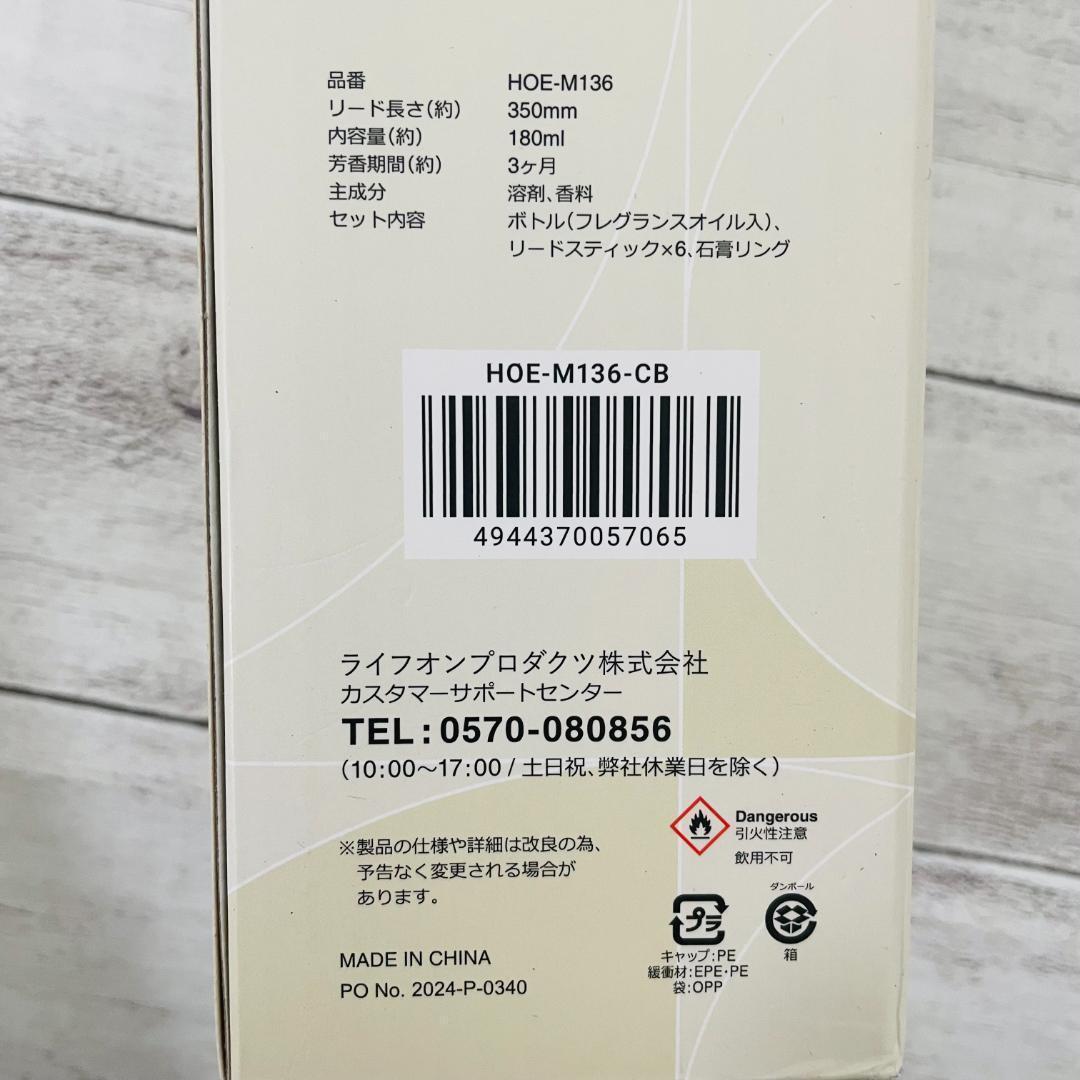 品番 HOE-M136
リード長さ(約) 350mm
内容量(約) 180ml
芳香期間(約) 3ヶ月
主成分 溶剤、香料
セット内容 ボトル(フレグランスオイル入)、
リードスティック×6、石膏リング
HOE-M136-CB
4944370057065
ライフオンプロダクツ株式会社
カスタマーサポートセンター
TEL:0570-080856
(10:00〜17:00 / 土日祝、弊社休業日を除く)
Dangerous
引火性注意
飲用不可
※製品の仕様や詳細は改良の為、
予告なく変更される場合が
あります。
プラ
キャップ:PE
緩衝材:EPE・PE
袋:OPP
ダンボール
箱
MADE IN CHINA
PO No. 2024-P-0340